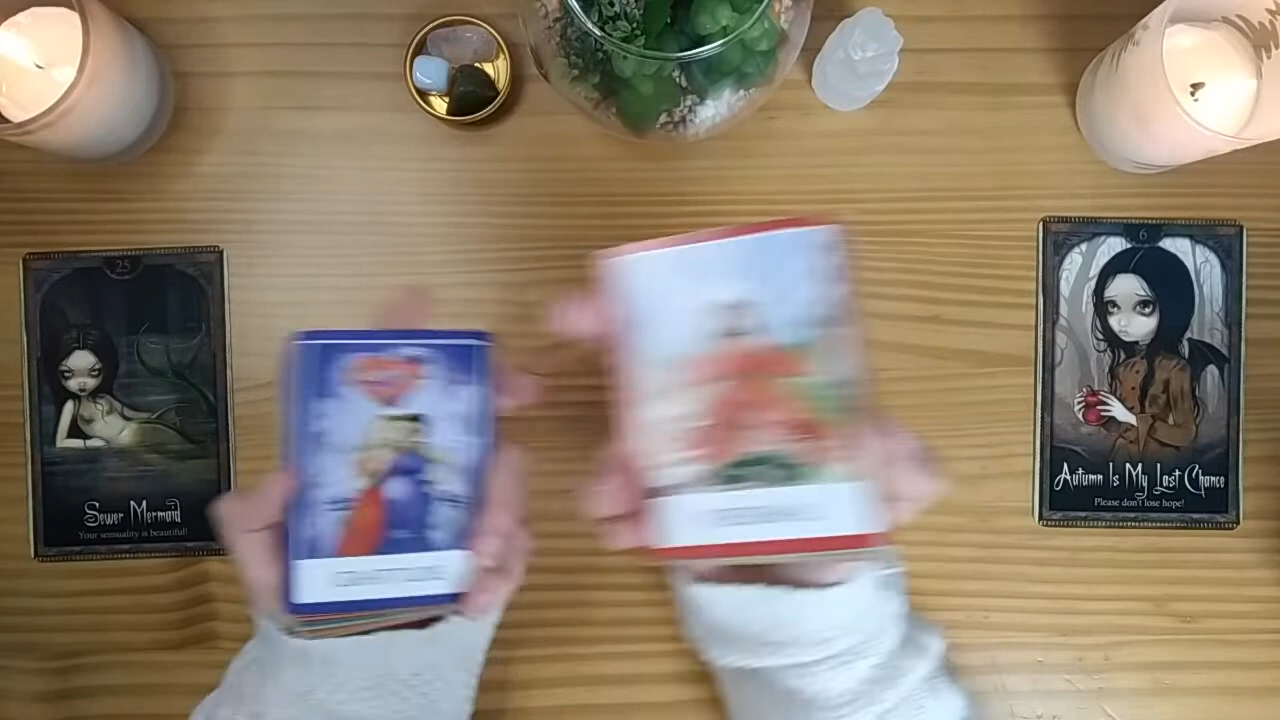 25
Sewer Mermaid
Your sensuality is beautiful!
6
Autumn Is My Last Chance
Please don't lose hope!